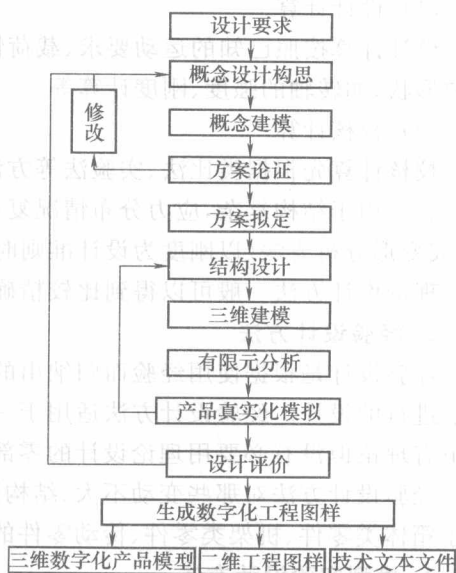 设计要求
概念设计构思
修改
概念建模
方案论证
方案拟定
结构设计
三维建模
有限元分析
产品真实化模拟
设计评价
生成数字化工程图样
三维数字化产品模型
二维工程图样
技术文本文件